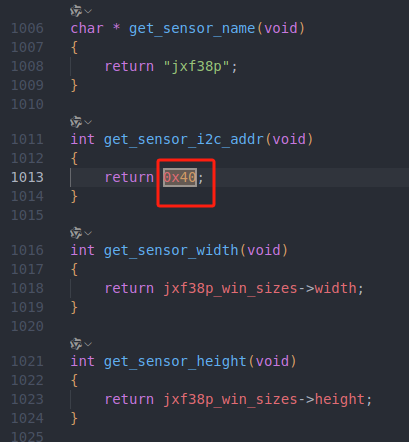 1006 char * get_sensor_name(void)
1007 {
1008     return "jxf38p";
1009 }
1010
1011 int get_sensor_i2c_addr(void)
1012 {
1013     return 0x40;
1014 }
1015
1016 int get_sensor_width(void)
1017 {
1018     return jxf38p_win_sizes->width;
1019 }
1020
1021 int get_sensor_height(void)
1022 {
1023     return jxf38p_win_sizes->height;
1024 }
1025